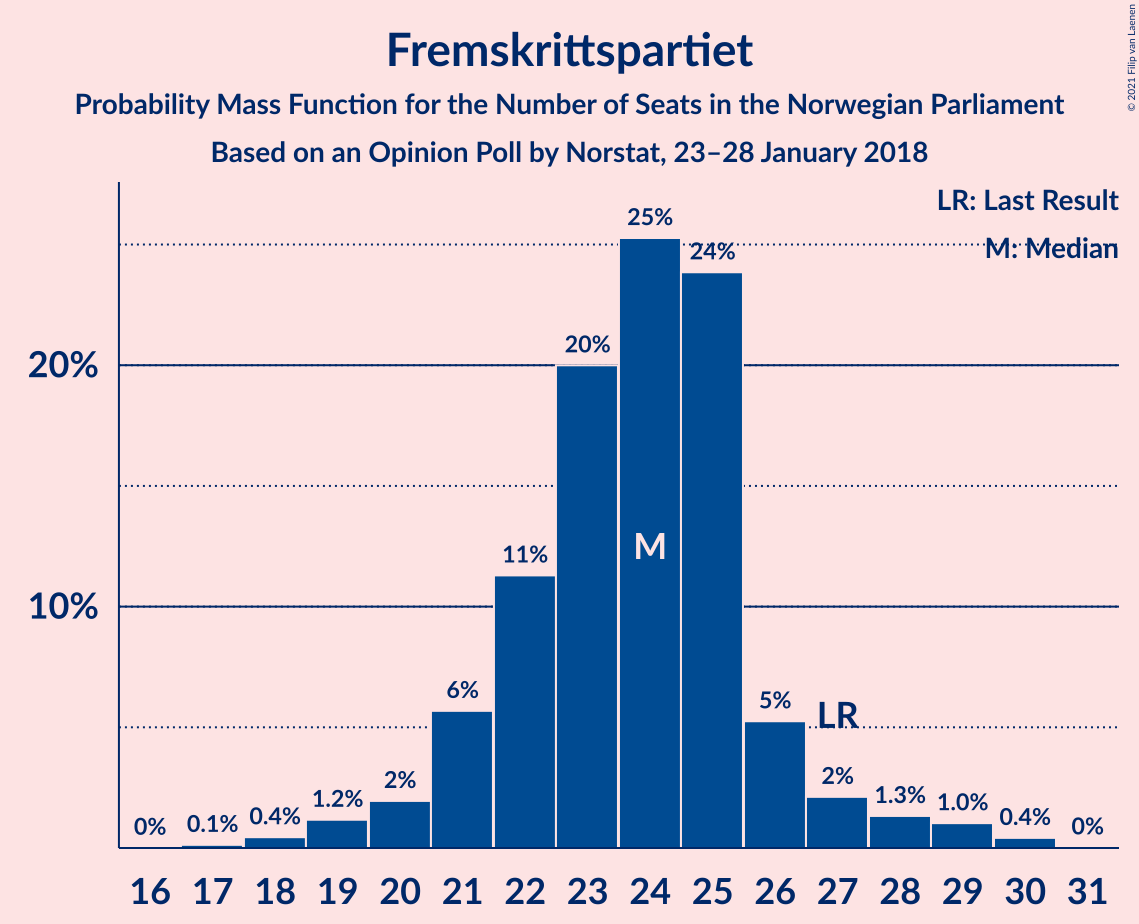 Fremskrittspartiet
Probability Mass Function for the Number of Seats in the Norwegian Parliament
Based on an Opinion Poll by Norstat, 23–28 January 2018
© 2021 Filip van Laenen
LR: Last Result
M: Median
25%
24%
20%
20%
M
11%
10%
6%
5%
LR
2%
2%
1.3%
1.2%
1.0%
0.4%
0.4%
0.1%
0%
0%
16 17 18 19 20 21 22 23 24 25 26 27 28 29 30 31